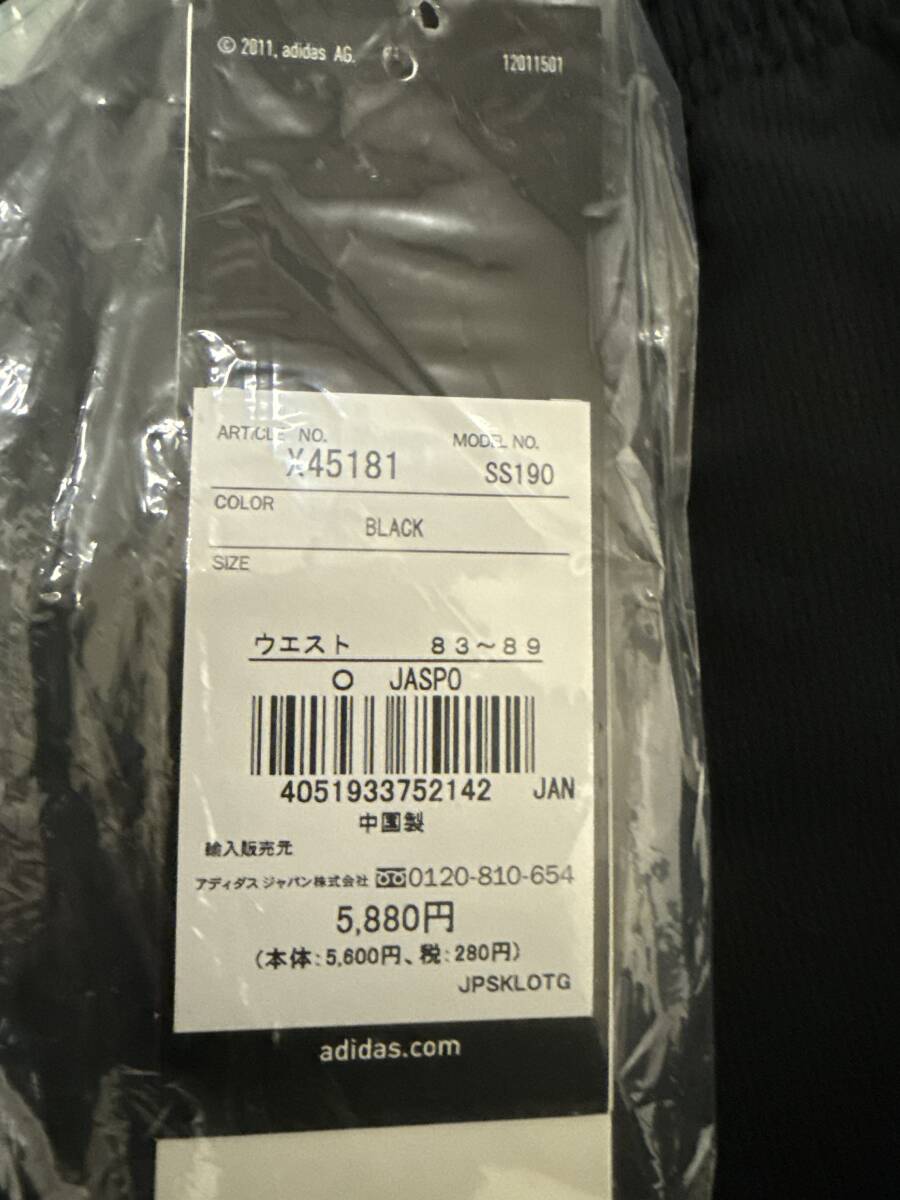 © 2011, adidas AG.
12011501
ARTICLE NO.
MODEL NO.
X45181
SS190
COLOR
BLACK
SIZE
ウエスト 83～89
O JASPO
4051933752142 JAN
中国製
輸入販売元
アディダス ジャパン株式会社 0120-810-654
5,880円
(本体:5,600円、税:280円)
JPSKLOTG
adidas.com